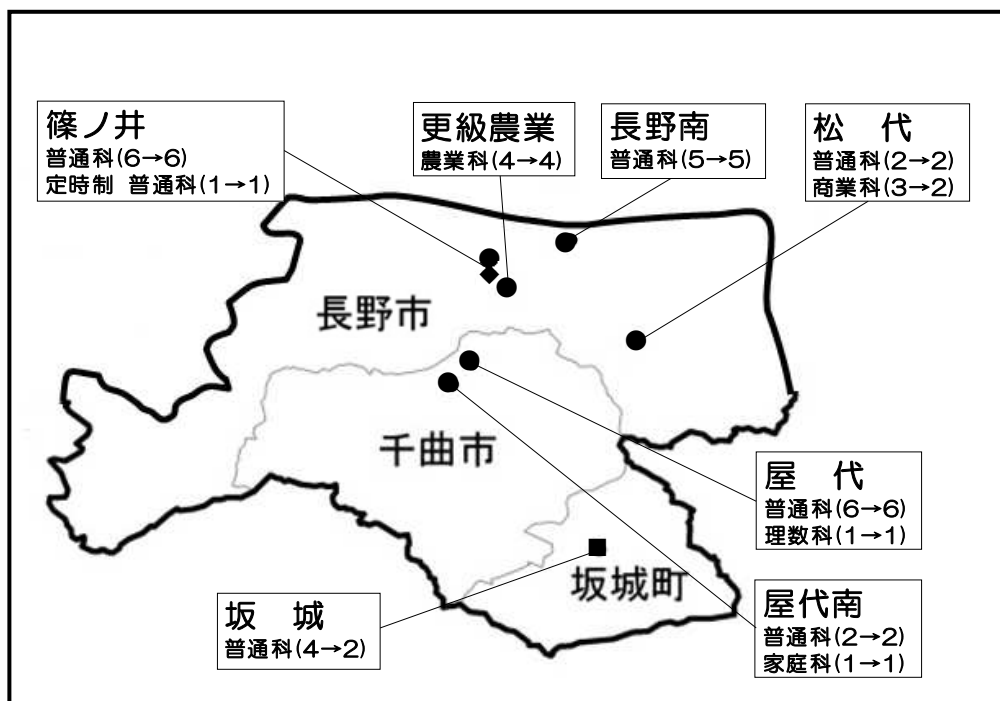 篠ノ井
普通科(6→6)
定時制 普通科(1→1)
更級農業
農業科(4→4)
長野南
普通科(5→5)
松　代
普通科(2→2)
商業科(3→2)
長野市
千曲市
屋　代
普通科(6→6)
理数科(1→1)
坂城町
坂　城
普通科(4→2)
屋代南
普通科(2→2)
家庭科(1→1)